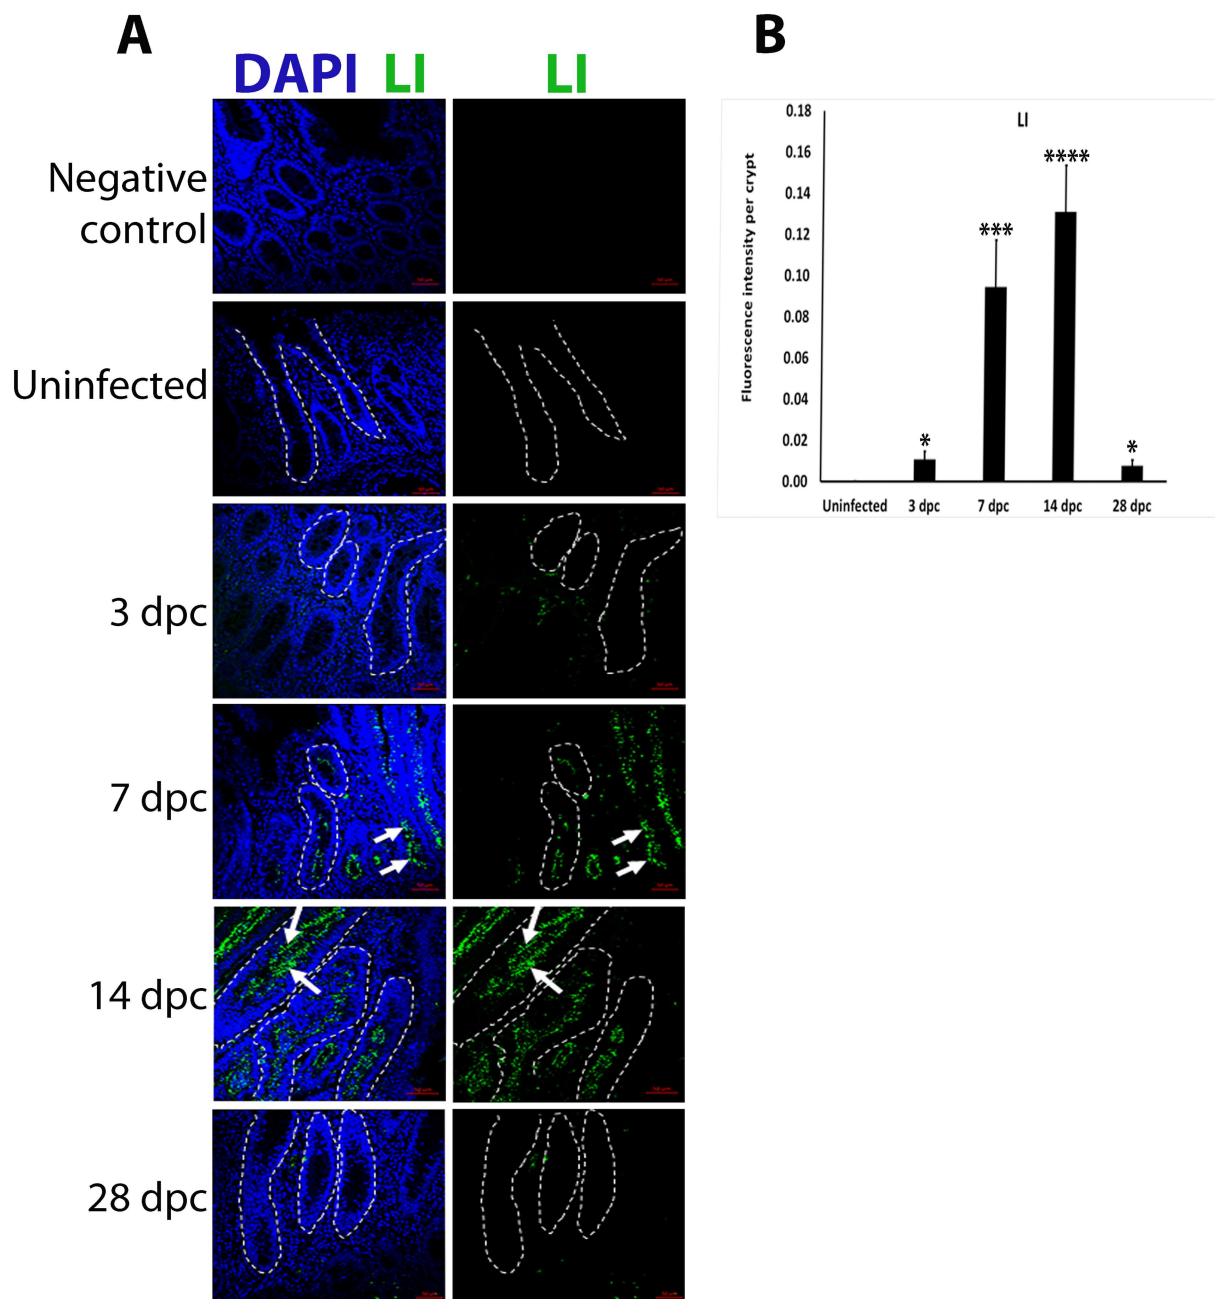 A
B
DAPI LI
LI
Negative
control
Uninfected
3 dpc
7 dpc
14 dpc
28 dpc
LI
Fluorescence intensity per crypt
0.18
0.16
0.14
0.12
0.10
0.08
0.06
0.04
0.02
0.00
*
***
****
*
Uninfected 3 dpc 7 dpc 14 dpc 28 dpc